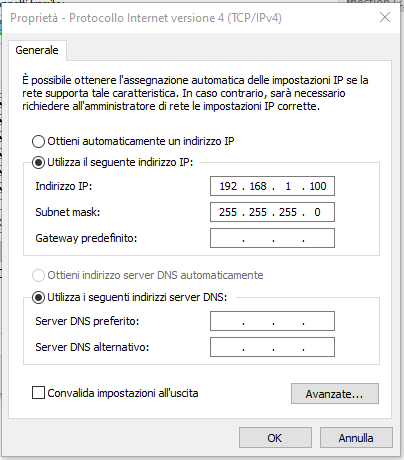 Proprietà - Protocollo Internet versione 4 (TCP/IPv4)
Generale
È possibile ottenere l'assegnazione automatica delle impostazioni IP se la
rete supporta tale caratteristica. In caso contrario, sarà necessario
richiedere all'amministratore di rete le impostazioni IP corrette.
Ottieni automaticamente un indirizzo IP
Utilizza il seguente indirizzo IP:
Indirizzo IP: 192 . 168 . 1 . 100
Subnet mask: 255 . 255 . 255 . 0
Gateway predefinito: . . .
Ottieni indirizzo server DNS automaticamente
Utilizza i seguenti indirizzi server DNS:
Server DNS preferito: . . .
Server DNS alternativo: . . .
Convalida impostazioni all'uscita
Avanzate...
OK Annulla